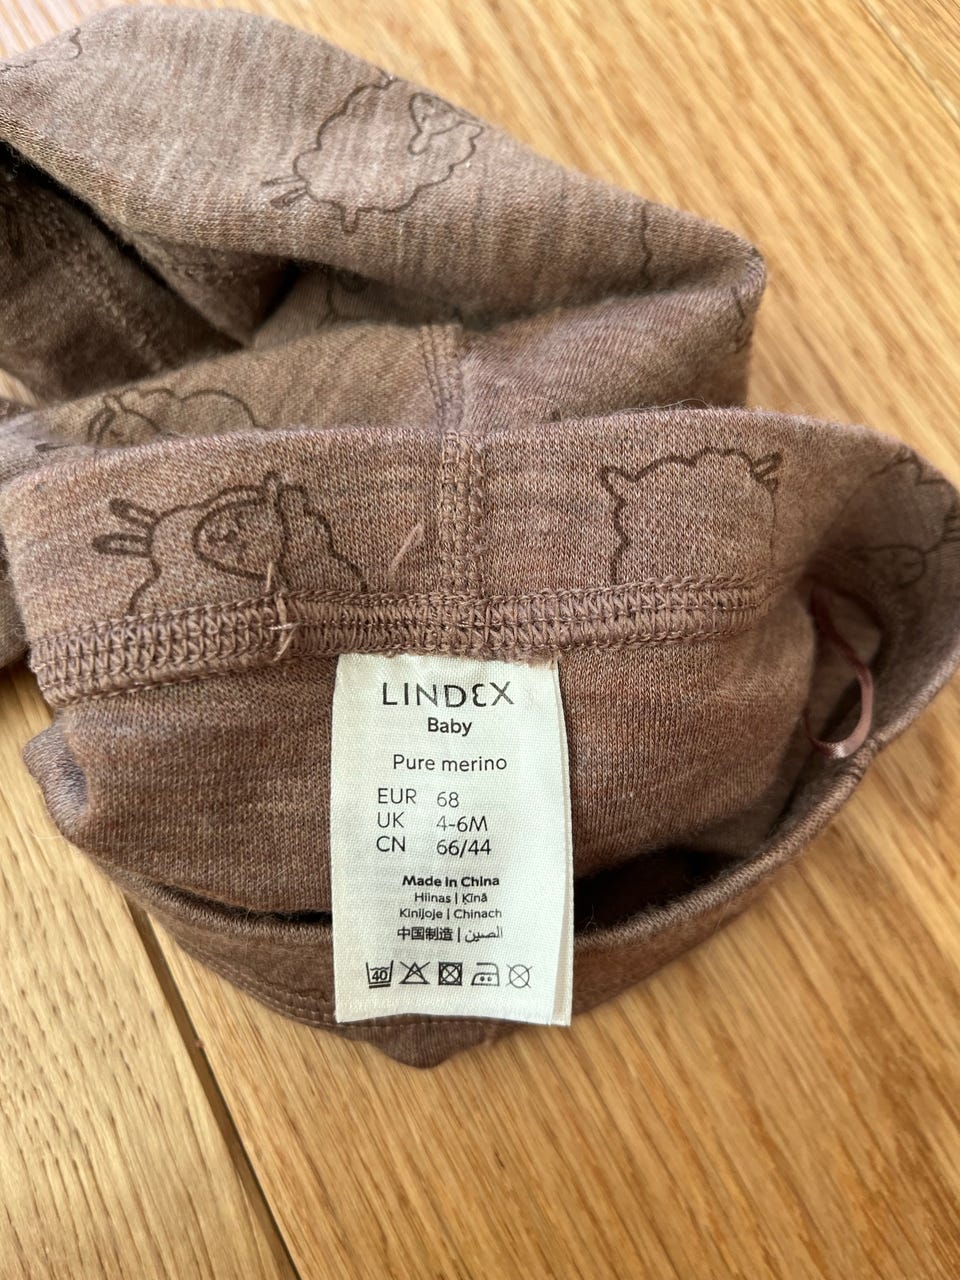 LINDEX
Baby
Pure merino
EUR 68
UK 4-6M
CN 66/44
Made in China
Hiinas | Ķīnā
Kinijoje | Chinach
中国制造 | الصين
40